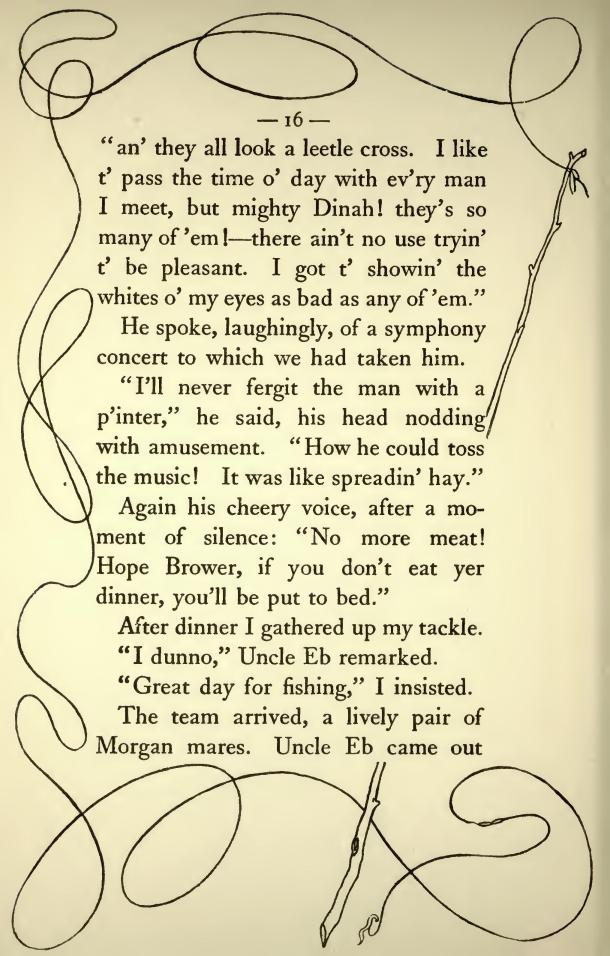 — 16 —
“an’ they all look a leetle cross. I like
t’ pass the time o’ day with ev’ry man
I meet, but mighty Dinah! they’s so
many of ’em!—there ain’t no use tryin’
t’ be pleasant. I got t’ showin’ the
whites o’ my eyes as bad as any of ’em.”
He spoke, laughingly, of a symphony
concert to which we had taken him.
“I’ll never fergit the man with a
p’inter,” he said, his head nodding
with amusement. “How he could toss
the music! It was like spreadin’ hay.”
Again his cheery voice, after a mo-
ment of silence: “No more meat!
Hope Brower, if you don’t eat yer
dinner, you’ll be put to bed.”
After dinner I gathered up my tackle.
“I dunno,” Uncle Eb remarked.
“Great day for fishing,” I insisted.
The team arrived, a lively pair of
Morgan mares. Uncle Eb came out